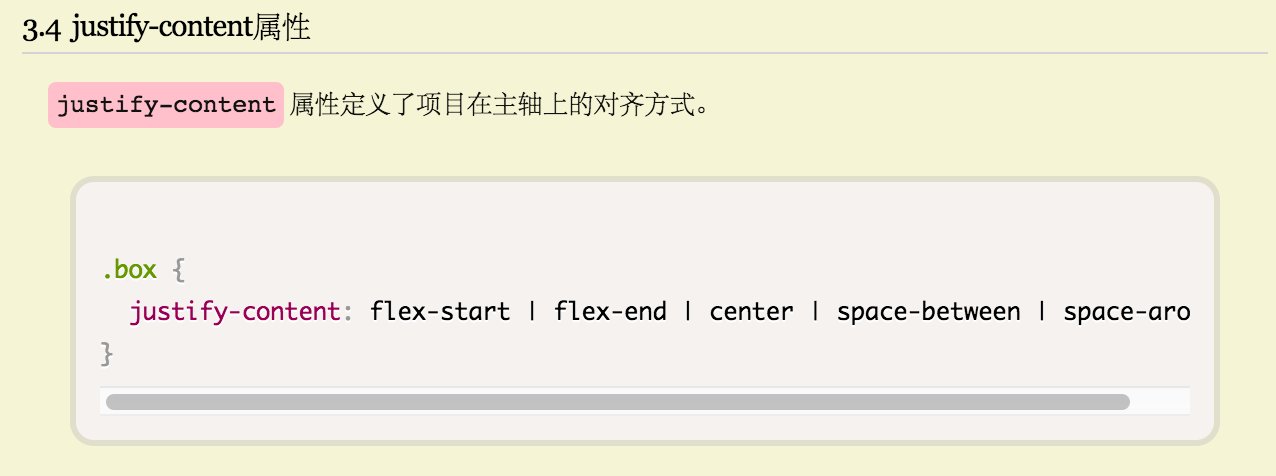 3.4 justify-content属性
justify-content 属性定义了项目在主轴上的对齐方式。
.box {
justify-content: flex-start | flex-end | center | space-between | space-aro
}